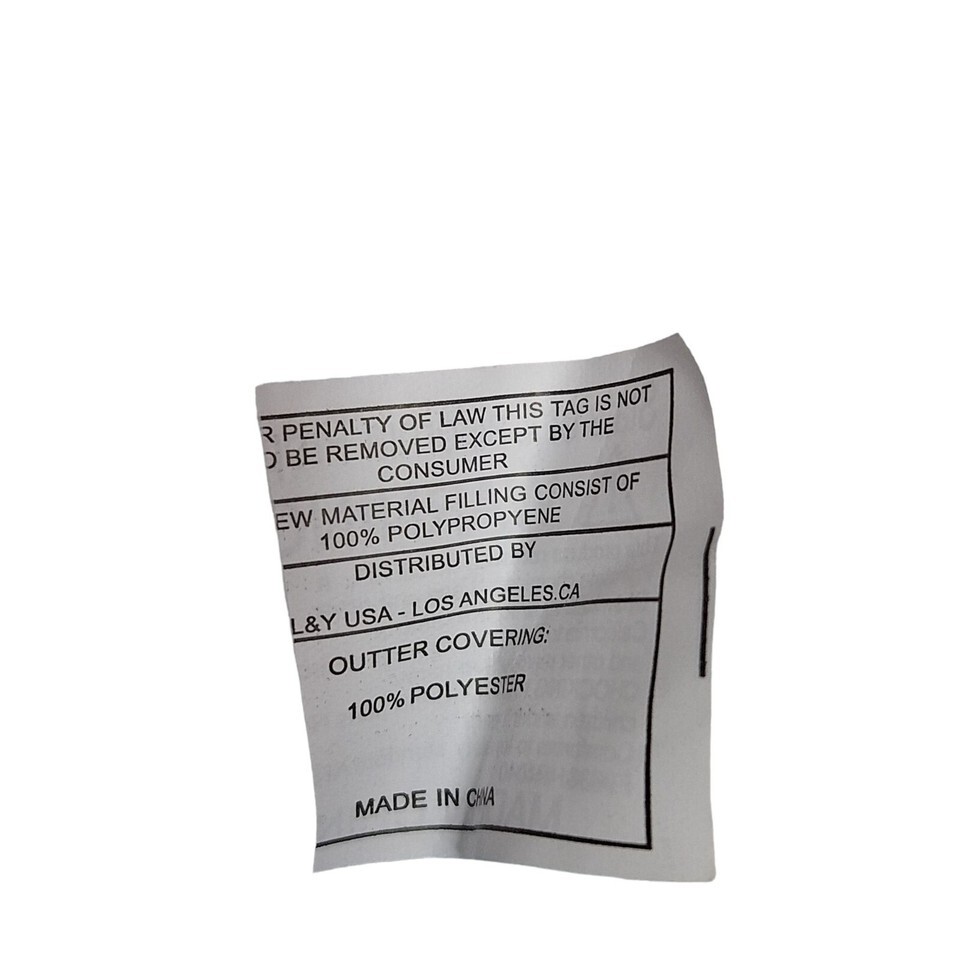 R PENALTY OF LAW THIS TAG IS NOT
O BE REMOVED EXCEPT BY THE
CONSUMER
EW MATERIAL FILLING CONSIST OF
100% POLYPROPYENE
DISTRIBUTED BY
L&Y USA - LOS ANGELES.CA
OUTTER COVERING:
100% POLYESTER
MADE IN CHINA